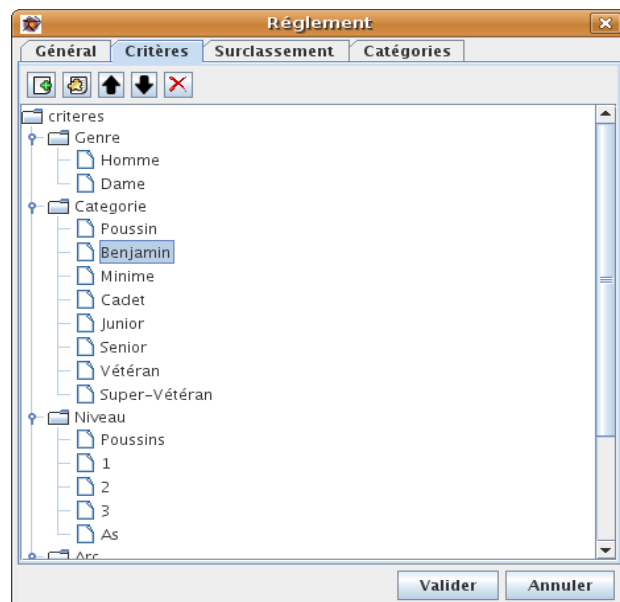 Réglement
Général Critères Surclassement Catégories
criteres
Genre
Homme
Dame
Categorie
Poussin
Benjamin
Minime
Cadet
Junior
Senior
Vétéran
Super-Vétéran
Niveau
Poussins
1
2
3
As
Arc
Valider Annuler